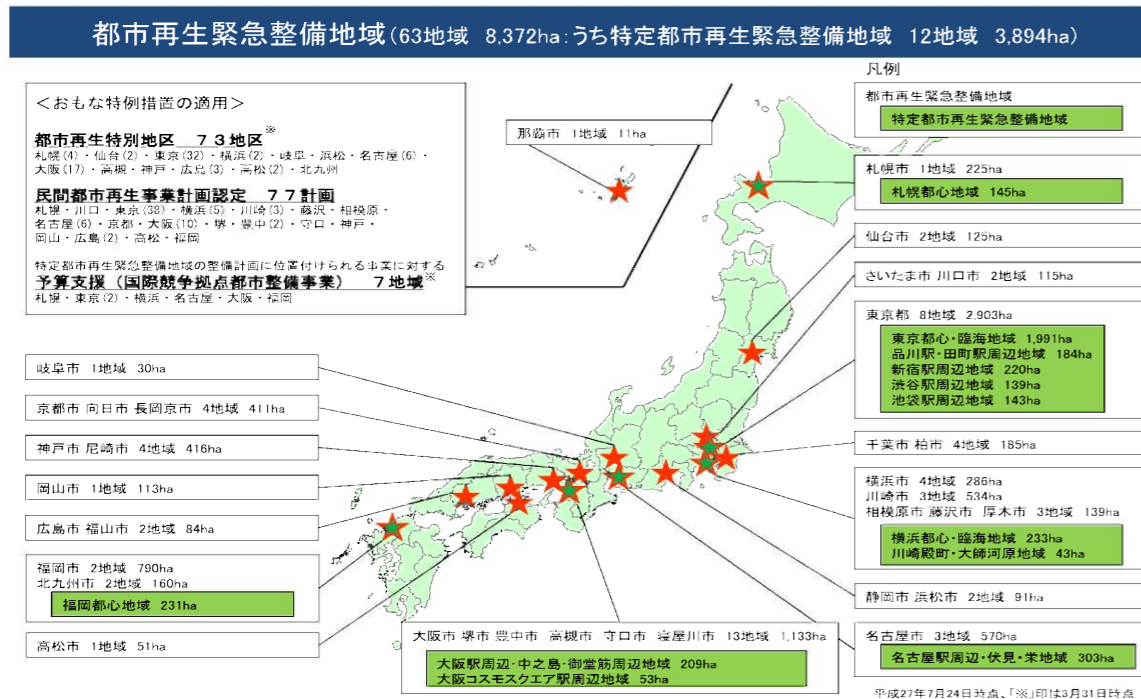 都市再生緊急整備地域(63地域 8,372ha:うち特定都市再生緊急整備地域 12地域 3,894ha)
<おもな特例措置の適用>
都市再生特別地区 73地区※
札幌(4)・仙台(2)・東京(32)・横浜(2)・岐阜・浜松・名古屋(6)・
大阪(17)・高槻・神戸・広島(3)・高松(2)・北九州
民間都市再生事業計画認定 77計画
札幌・川口・東京(38)・横浜(5)・川崎(3)・藤沢・相模原・
名古屋(6)・京都・大阪(10)・堺・豊中(2)・守口・神戸・
岡山・広島(2)・高松・福岡
特定都市再生緊急整備地域の整備計画に位置付けられる事業に対する
予算支援(国際競争拠点都市整備事業) 7地域※
札幌・東京(2)・横浜・名古屋・大阪・福岡
那覇市 1地域 11ha
凡例
都市再生緊急整備地域
特定都市再生緊急整備地域
札幌市 1地域 225ha
札幌都心地域 145ha
仙台市 2地域 125ha
さいたま市 川口市 2地域 115ha
東京都 8地域 2,903ha
東京都心・臨海地域 1,991ha
品川駅・田町駅周辺地域 184ha
新宿駅周辺地域 220ha
渋谷駅周辺地域 139ha
池袋駅周辺地域 143ha
千葉市 柏市 4地域 185ha
横浜市 4地域 286ha
川崎市 3地域 534ha
相模原市 藤沢市 厚木市 3地域 139ha
横浜都心・臨海地域 233ha
川崎殿町・大師河原地域 43ha
静岡市 浜松市 2地域 91ha
名古屋市 3地域 570ha
名古屋駅周辺・伏見・栄地域 303ha
岐阜市 1地域 30ha
京都市 向日市 長岡京市 4地域 411ha
神戸市 尼崎市 4地域 416ha
岡山市 1地域 113ha
広島市 福山市 2地域 84ha
福岡市 2地域 790ha
北九州市 2地域 160ha
福岡都心地域 231ha
高松市 1地域 51ha
大阪市 堺市 豊中市 高槻市 守口市 寝屋川市 13地域 1,133ha
大阪駅周辺・中之島・御堂筋周辺地域 209ha
大阪コスモスクエア駅周辺地域 53ha
平成27年7月24日時点、「※」印は3月31日時点